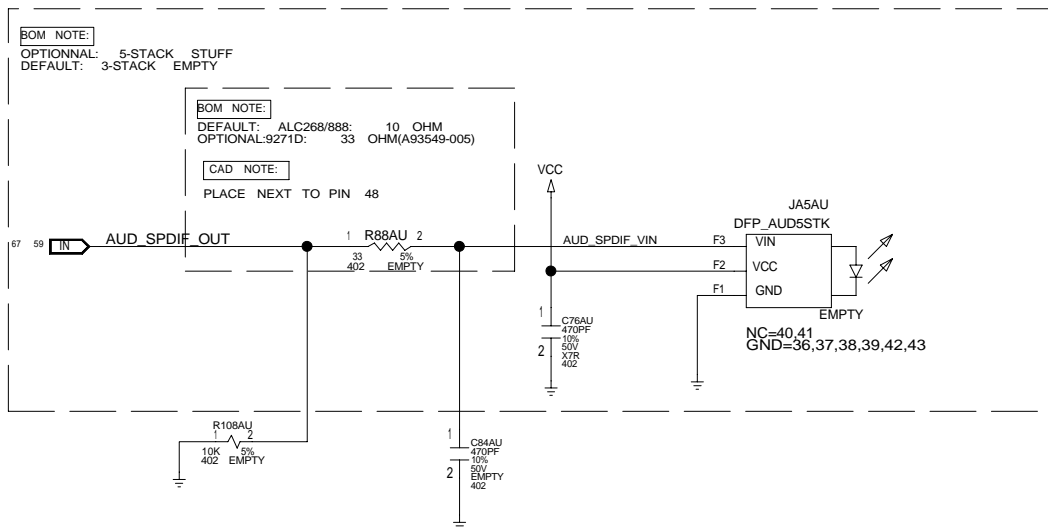 BOM NOTE:
OPTIONNAL: 5-STACK STUFF
DEFAULT: 3-STACK EMPTY
BOM NOTE:
DEFAULT: ALC268/888: 10 OHM
OPTIONAL:9271D: 33 OHM(A93549-005)
CAD NOTE:
PLACE NEXT TO PIN 48
VCC
JA5AU
DFP_AUD5STK
67 59 IN
AUD_SPDIF_OUT
1 R88AU 2
33 5%
402 EMPTY
AUD_SPDIF_VIN
F3 VIN
F2 VCC
F1 GND
EMPTY
NC=40,41
GND=36,37,38,39,42,43
1
C76AU
470PF
10%
50V
X7R
402
2
R108AU
1 2
10K 5%
402 EMPTY
1
C84AU
470PF
10%
50V
EMPTY
402
2